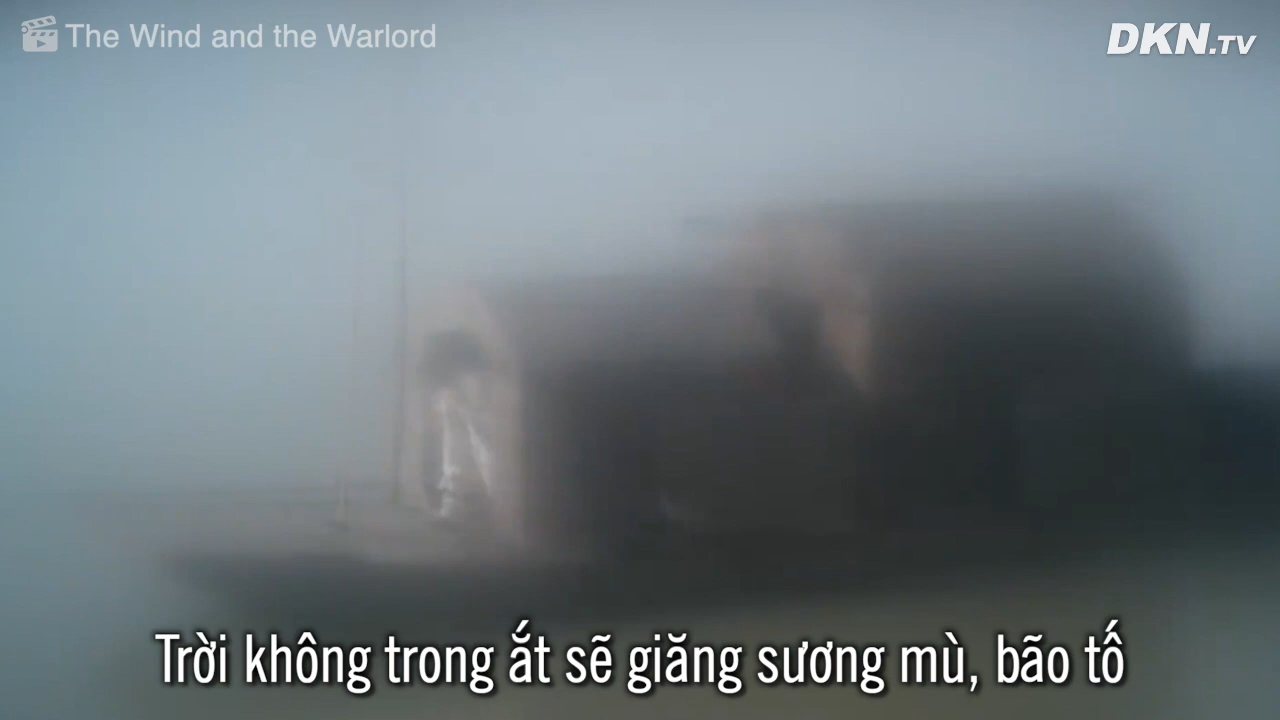 The Wind and the Warlord
DKN.TV
Trời không trong ắt sẽ giăng sương mù, bão tố